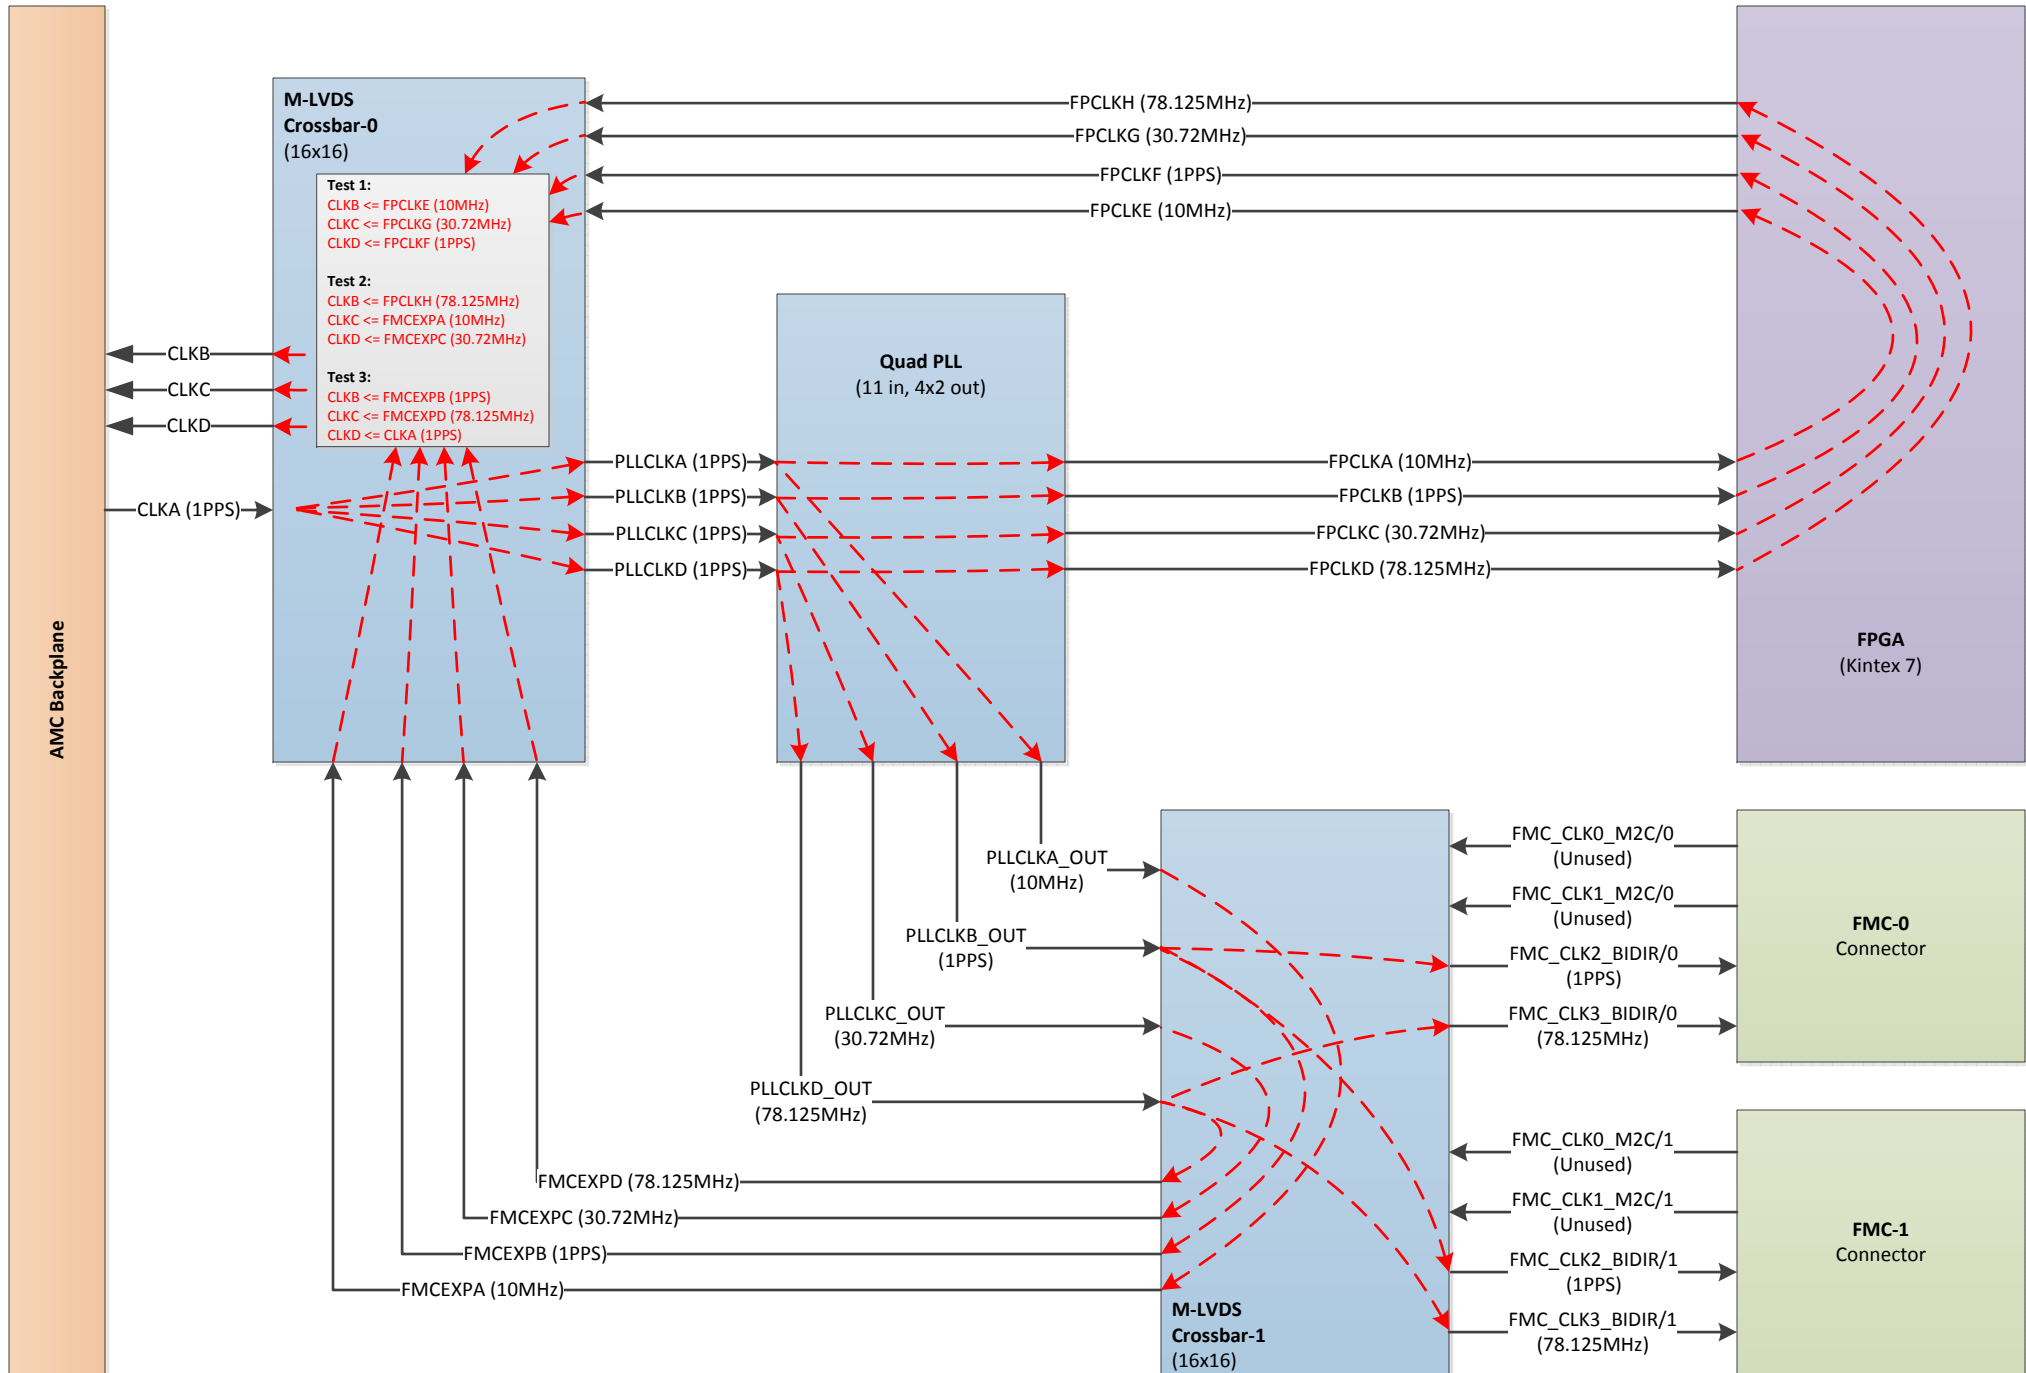 AMC Backplane
M-LVDS
Crossbar-0
(16x16)
Test 1:
CLKB <= FPCLKE (10MHz)
CLKC <= FPCLKG (30.72MHz)
CLKD <= FPCLKF (1PPS)
Test 2:
CLKB <= FPCLKH (78.125MHz)
CLKC <= FMCEXPA (10MHz)
CLKD <= FMCEXPC (30.72MHz)
Test 3:
CLKB <= FMCEXPB (1PPS)
CLKC <= FMCEXPD (78.125MHz)
CLKD <= CLKA (1PPS)
CLKB
CLKC
CLKD
CLKA (1PPS)
FPCLKH (78.125MHz)
FPCLKG (30.72MHz)
FPCLKF (1PPS)
FPCLKE (10MHz)
Quad PLL
(11 in, 4x2 out)
PLLCLKA (1PPS)
PLLCLKB (1PPS)
PLLCLKC (1PPS)
PLLCLKD (1PPS)
FPCLKA (10MHz)
FPCLKB (1PPS)
FPCLKC (30.72MHz)
FPCLKD (78.125MHz)
FPGA
(Kintex 7)
PLLCLKA_OUT
(10MHz)
PLLCLKB_OUT
(1PPS)
PLLCLKC_OUT
(30.72MHz)
PLLCLKD_OUT
(78.125MHz)
FMCEXPD (78.125MHz)
FMCEXPC (30.72MHz)
FMCEXPB (1PPS)
FMCEXPA (10MHz)
M-LVDS
Crossbar-1
(16x16)
FMC_CLK0_M2C/0
(Unused)
FMC_CLK1_M2C/0
(Unused)
FMC_CLK2_BIDIR/0
(1PPS)
FMC_CLK3_BIDIR/0
(78.125MHz)
FMC-0
Connector
FMC_CLK0_M2C/1
(Unused)
FMC_CLK1_M2C/1
(Unused)
FMC_CLK2_BIDIR/1
(1PPS)
FMC_CLK3_BIDIR/1
(78.125MHz)
FMC-1
Connector